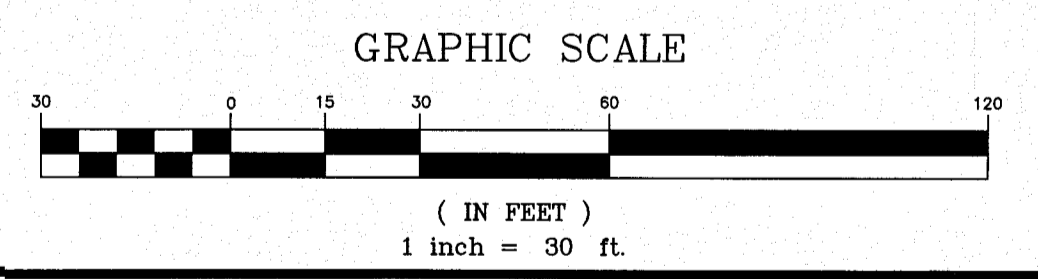 GRAPHIC SCALE
30 0 15 30 60 120
( IN FEET )
1 inch = 30 ft.